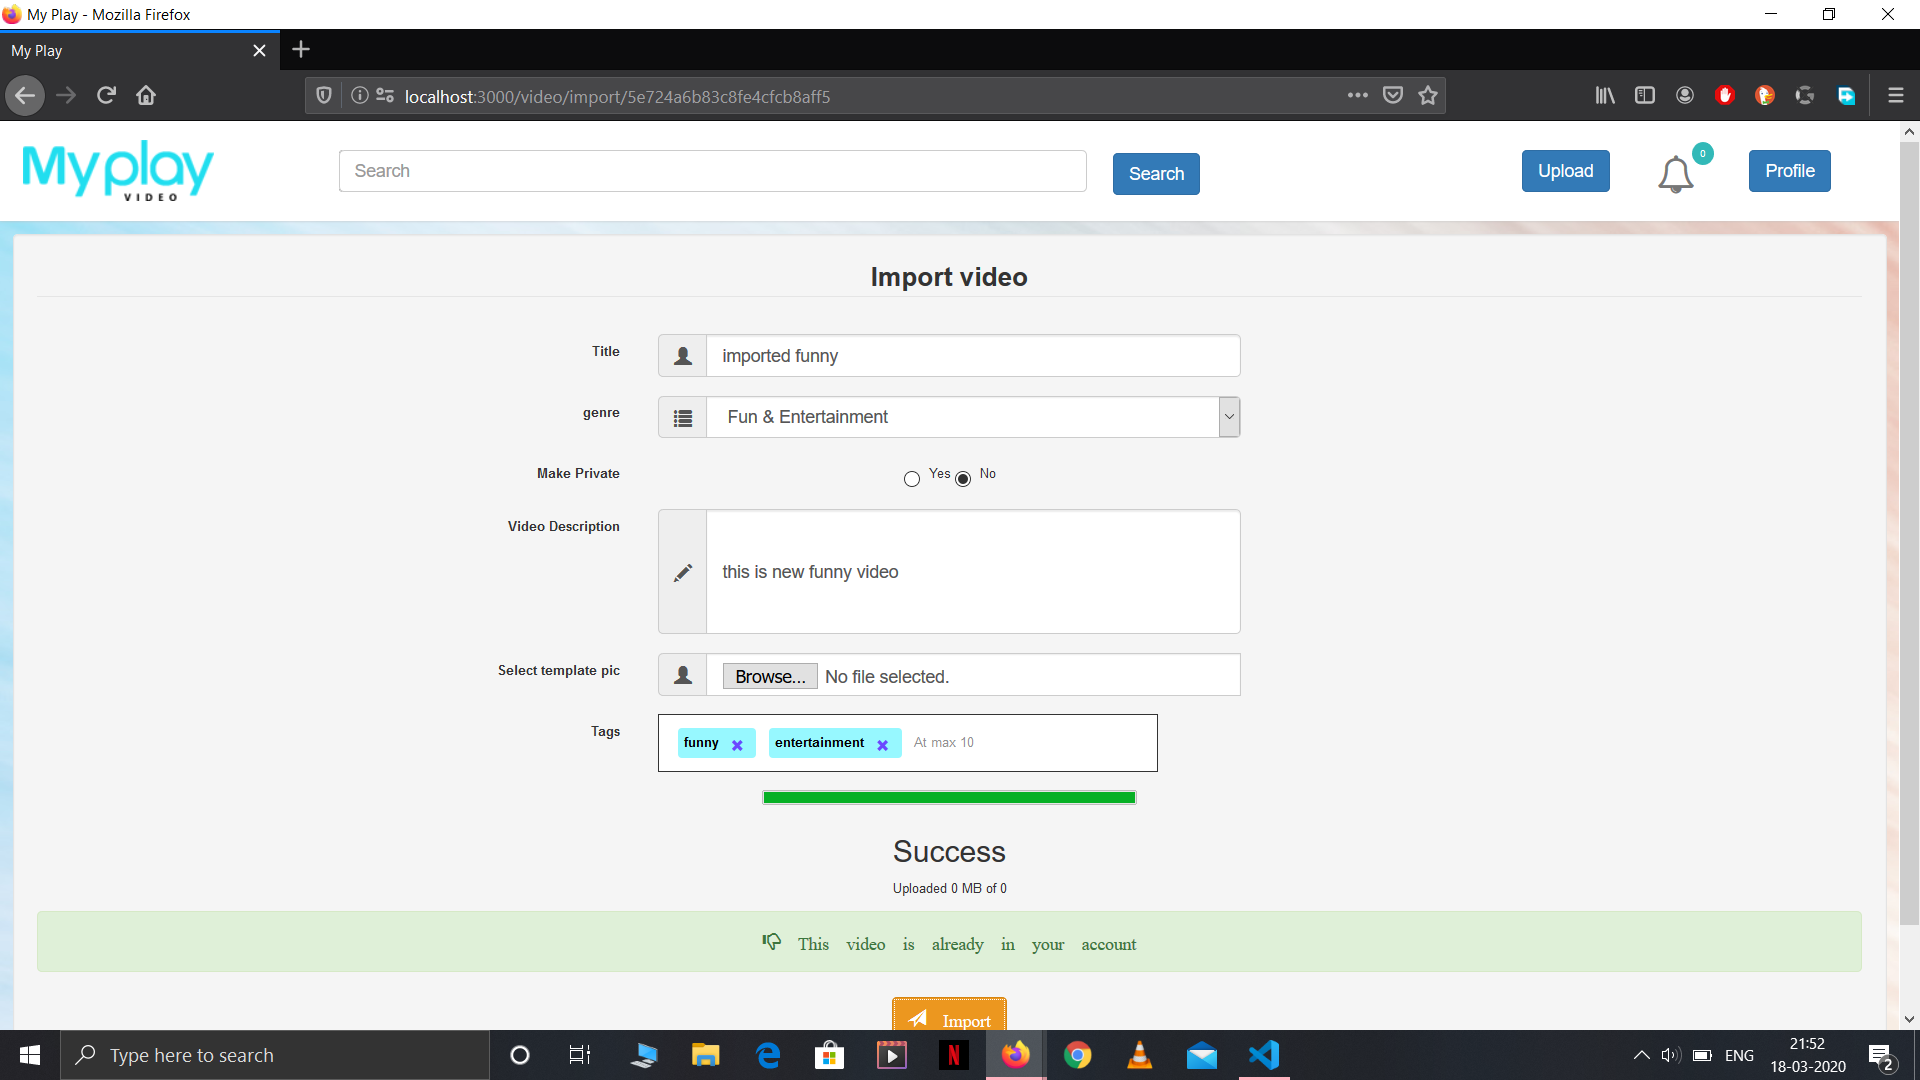 My Play - Mozilla Firefox
My Play
localhost:3000/video/import/5e724a6b83c8fe4cfcb8aff5
Myplay
VIDEO
Search
Search
Upload
0
Profile
Import video
Title
imported funny
genre
Fun & Entertainment
Make Private
Yes
No
Video Description
this is new funny video
Select template pic
Browse...
No file selected.
Tags
funny
entertainment
At max 10
Success
Uploaded 0 MB of 0
This video is already in your account
Import
Type here to search
N
ENG
21:52
18-03-2020
2